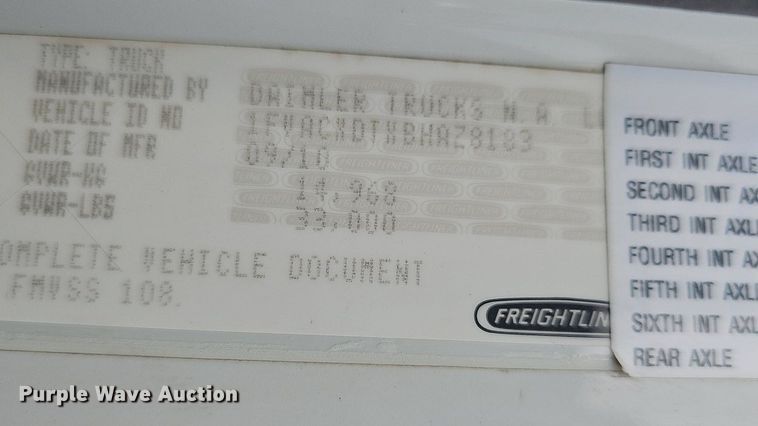 TYPE: TRUCK
MANUFACTURED BY DAIMLER TRUCKS N.A.
VEHICLE ID NO 1FVACXDTXBHAZ8183
DATE OF MFR 09/10
GVWR-KG 14,968
GVWR-LBS 33,000
OMPLETE VEHICLE DOCUMENT
FMVSS 108.
FREIGHTLIN
FRONT AXLE
FIRST INT AXLE
SECOND INT AX
THIRD INT AXL
FOURTH INT AX
FIFTH INT AXL
SIXTH INT AXL
REAR AXLE
Purple Wave Auction